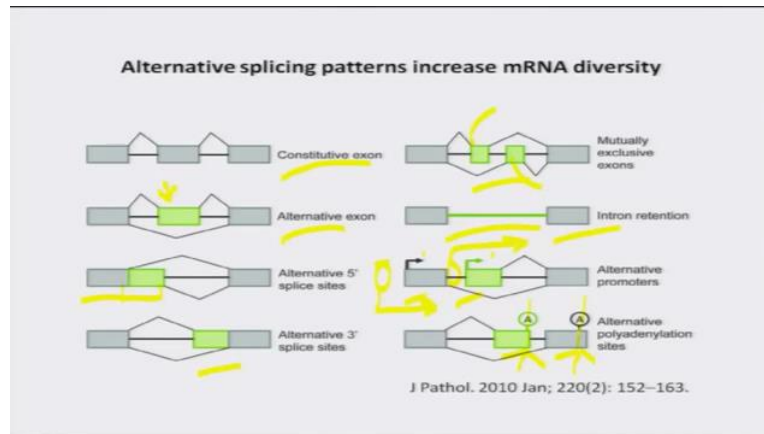 Alternative splicing patterns increase mRNA diversity
Constitutive exon
Alternative exon
Alternative 5'
splice sites
Alternative 3'
splice sites
Mutually
exclusive
exons
Intron retention
Alternative
promoters
A
A
Alternative
polyadenylation
sites
J Pathol. 2010 Jan; 220(2): 152–163.